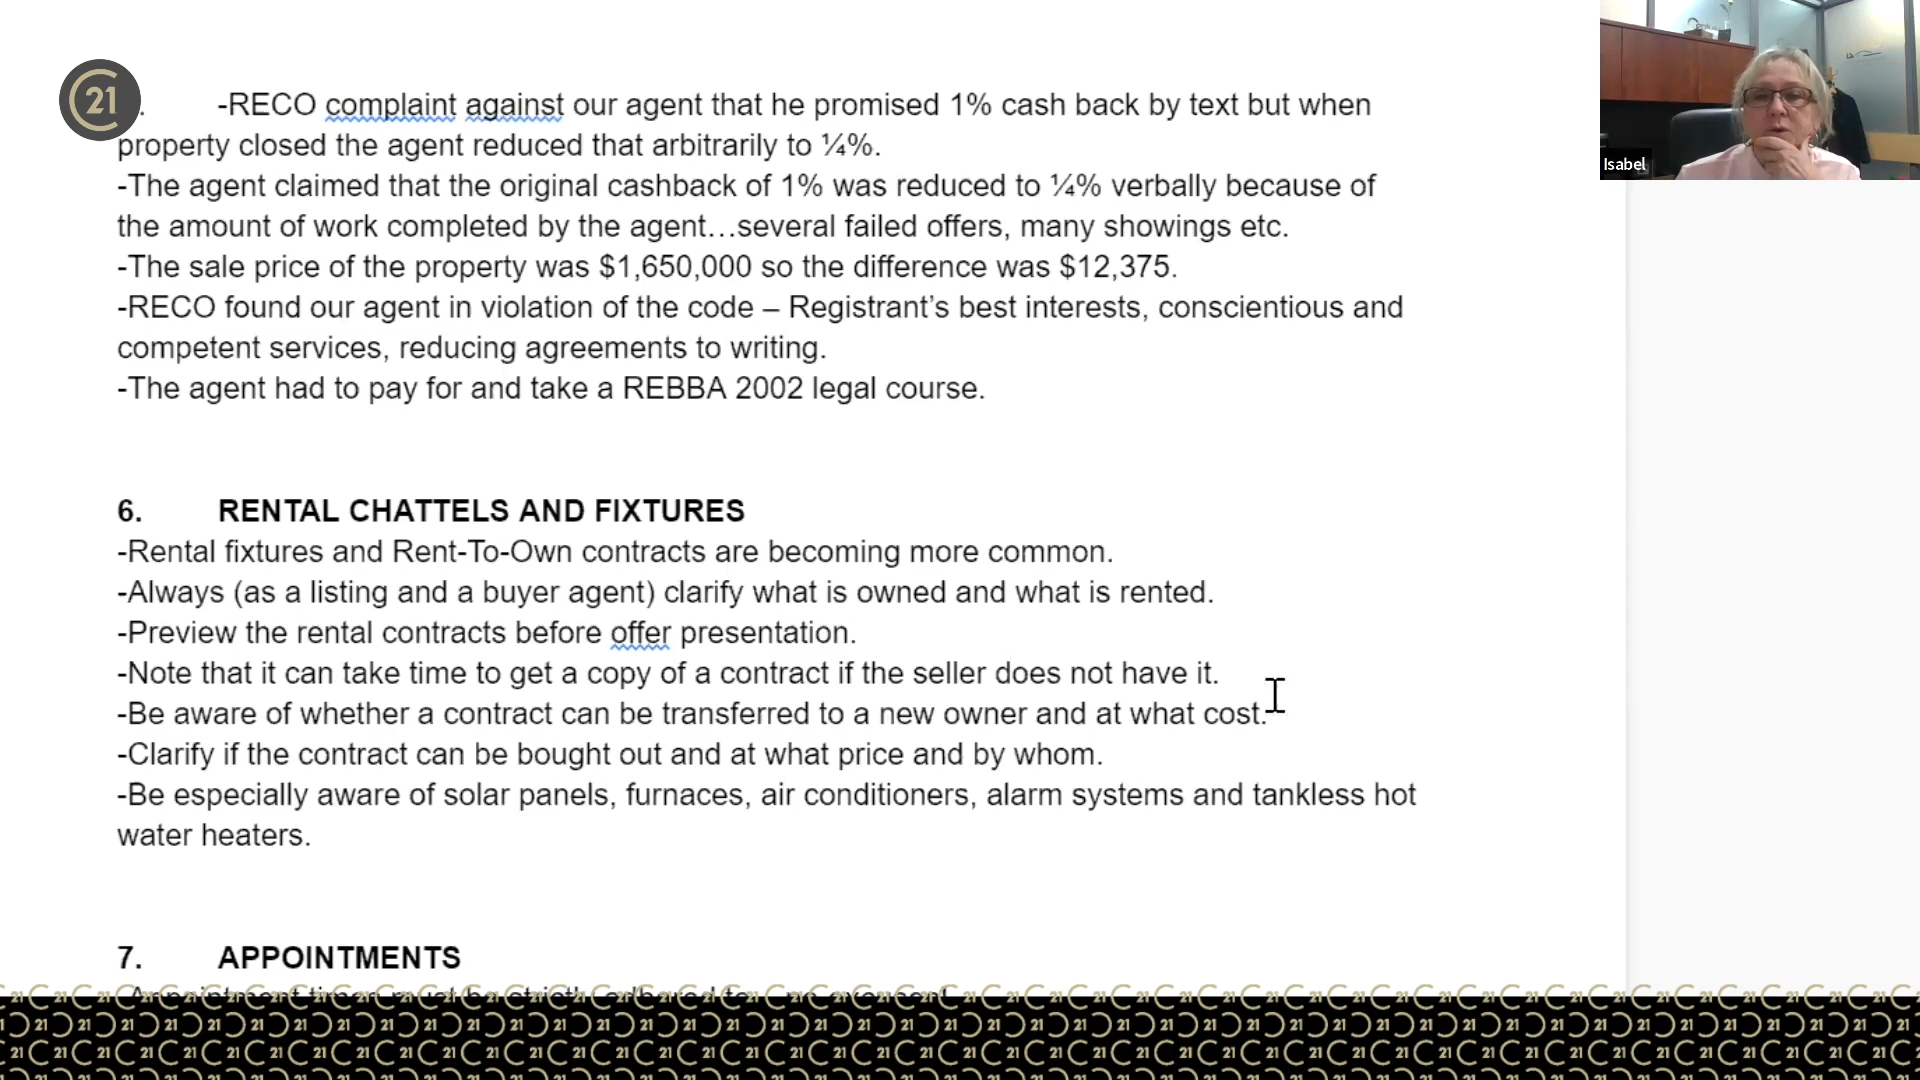 C21
. -RECO complaint against our agent that he promised 1% cash back by text but when
property closed the agent reduced that arbitrarily to ¼%.
-The agent claimed that the original cashback of 1% was reduced to ¼% verbally because of
the amount of work completed by the agent…several failed offers, many showings etc.
-The sale price of the property was $1,650,000 so the difference was $12,375.
-RECO found our agent in violation of the code – Registrant’s best interests, conscientious and
competent services, reducing agreements to writing.
-The agent had to pay for and take a REBBA 2002 legal course.
6. RENTAL CHATTELS AND FIXTURES
-Rental fixtures and Rent-To-Own contracts are becoming more common.
-Always (as a listing and a buyer agent) clarify what is owned and what is rented.
-Preview the rental contracts before offer presentation.
-Note that it can take time to get a copy of a contract if the seller does not have it.
-Be aware of whether a contract can be transferred to a new owner and at what cost.
-Clarify if the contract can be bought out and at what price and by whom.
-Be especially aware of solar panels, furnaces, air conditioners, alarm systems and tankless hot
water heaters.
7. APPOINTMENTS
Isabel